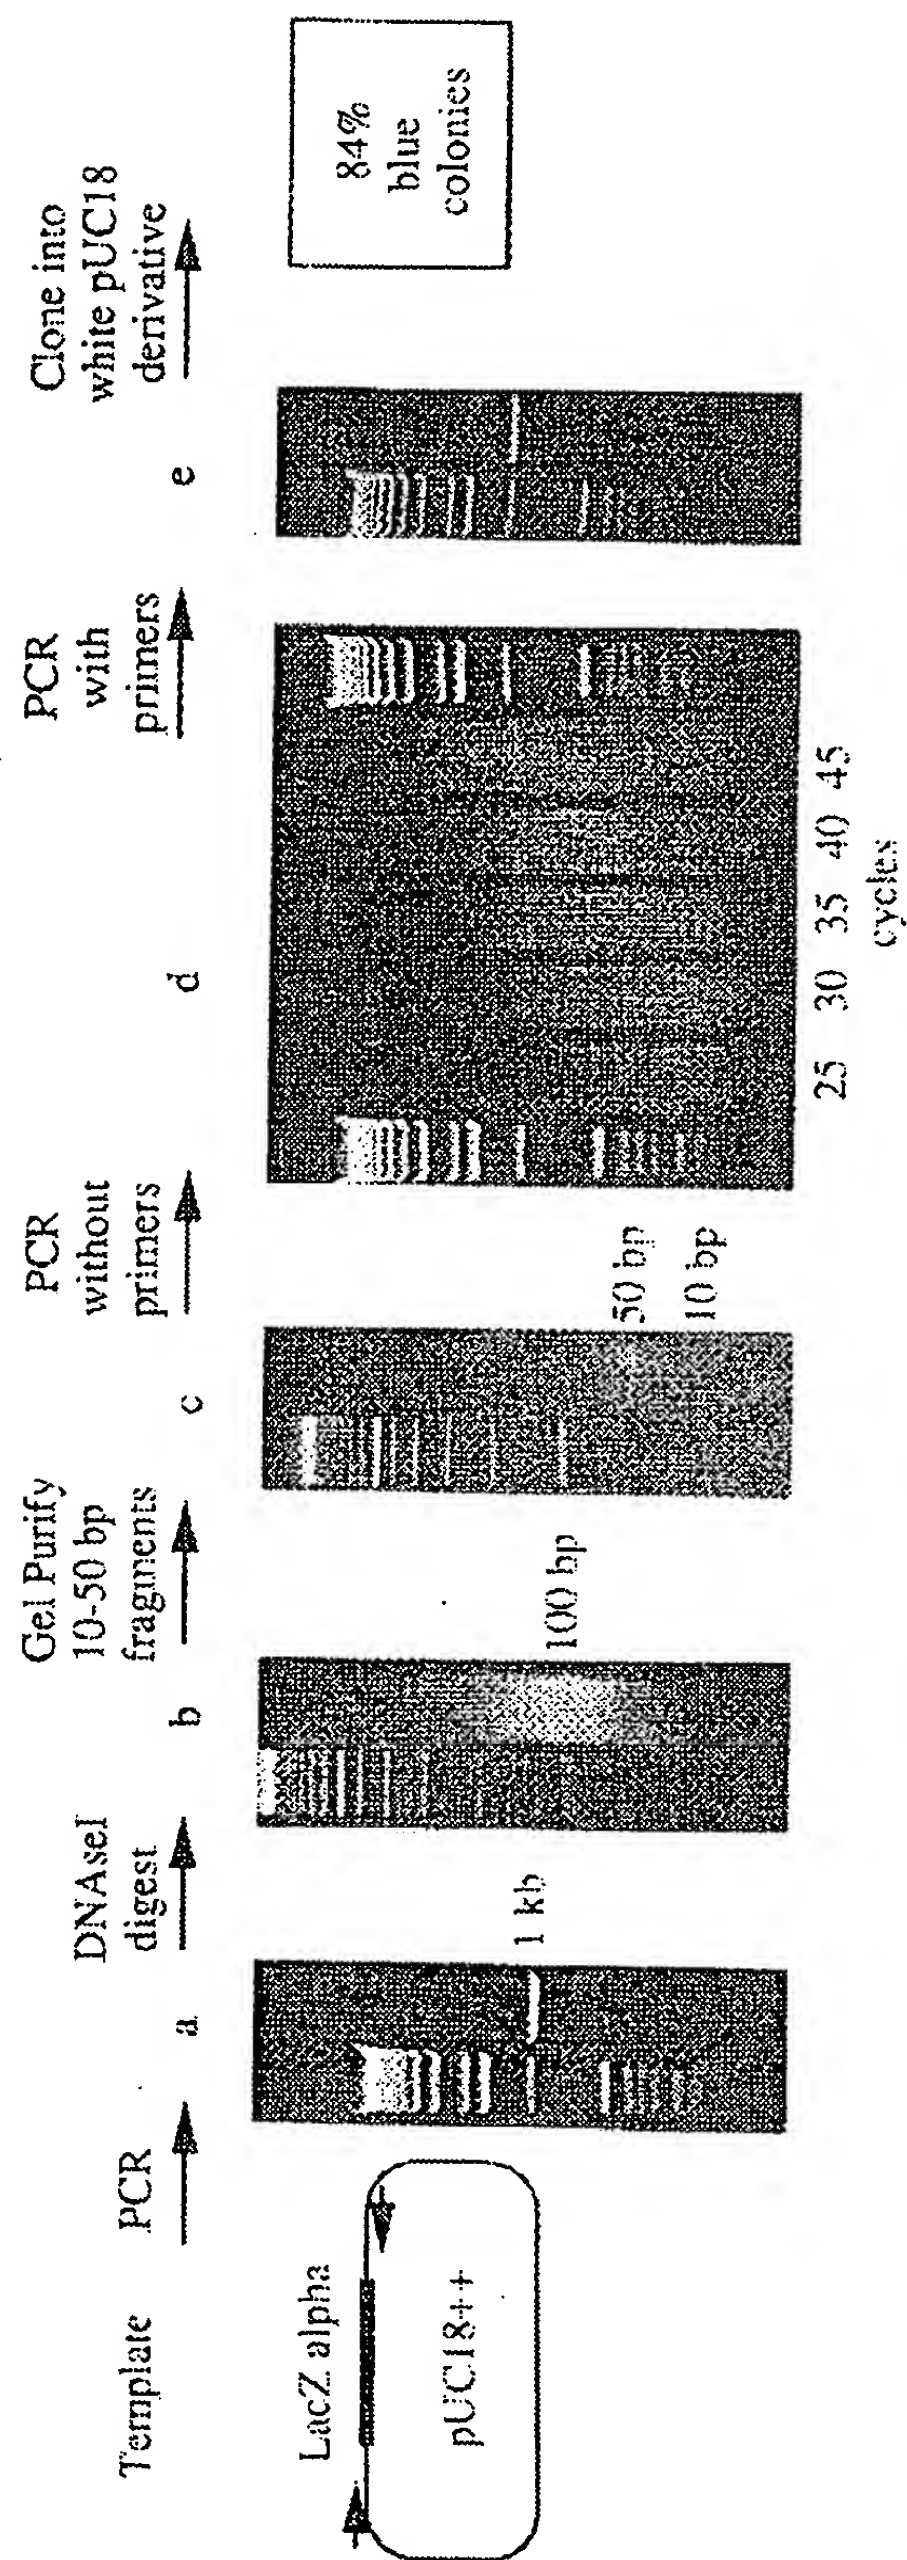 Template
PCR
DNAseI
digest
Gel Purify
10-50 bp
fragments
PCR
without
primers
PCR
with
primers
Clone into
white pUC18
derivative
a
b
c
d
e
LacZ alpha
pUC18++
1 kb
100 bp
50 bp
10 bp
25 30 35 40 45
cycles
84%
blue
colonies